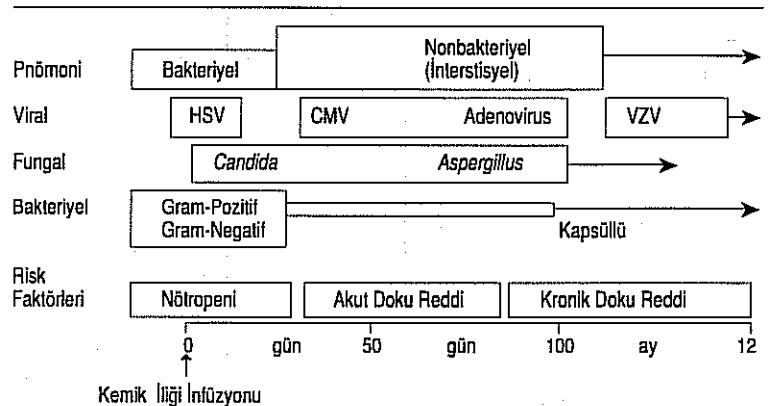 Pnömoni
Bakteriyel
Nonbakteriyel
(İnterstisyel)
Viral
HSV
CMV
Adenovirus
VZV
Fungal
Candida
Aspergillus
Bakteriyel
Gram-Pozitif
Gram-Negatif
Kapsüllü
Risk
Faktörleri
Nötropeni
Akut Doku Reddi
Kronik Doku Reddi
0 gün 50 gün 100 ay 12
Kemik İliği İnfüzyonu